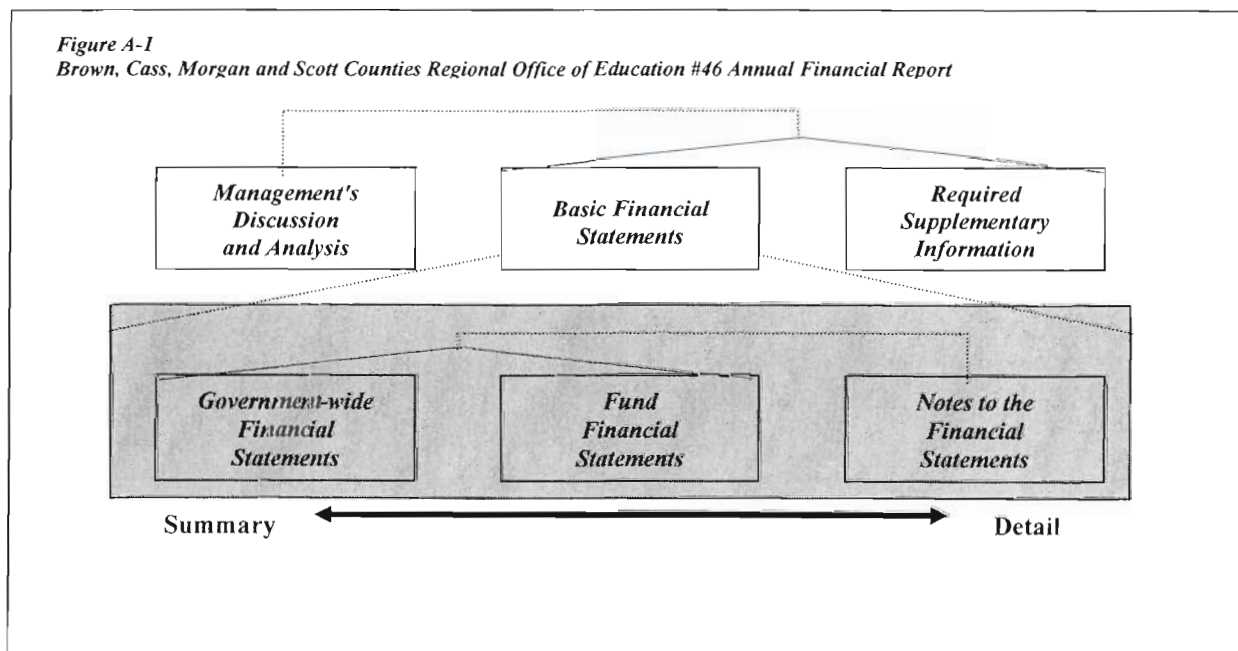 Figure A-1
Brown, Cass, Morgan and Scott Counties Regional Office of Education #46 Annual Financial Report
Management's
Discussion
and Analysis
Basic Financial
Statements
Required
Supplementary
Information
Government-wide
Financial
Statements
Fund
Financial
Statements
Notes to the
Financial
Statements
Summary
Detail